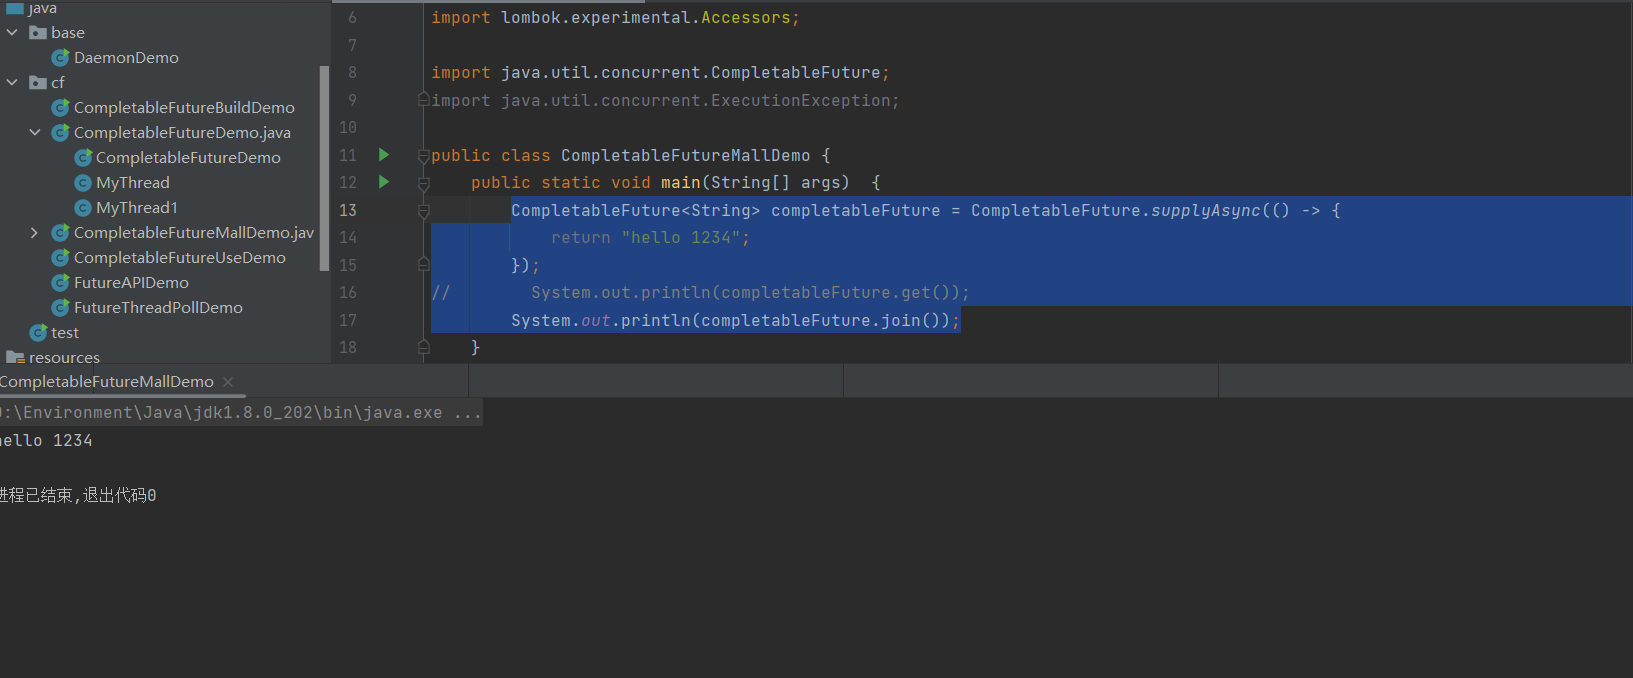 java
base
DaemonDemo
cf
CompletableFutureBuildDemo
CompletableFutureDemo.java
CompletableFutureDemo
MyThread
MyThread1
CompletableFutureMallDemo.jav
CompletableFutureUseDemo
FutureAPIDemo
FutureThreadPollDemo
test
resources
6 import lombok.experimental.Accessors;
7
8 import java.util.concurrent.CompletableFuture;
9 import java.util.concurrent.ExecutionException;
10
11 public class CompletableFutureMallDemo {
12 public static void main(String[] args) {
13 CompletableFuture<String> completableFuture = CompletableFuture.supplyAsync(() -> {
14 return "hello 1234";
15 });
16 // System.out.println(completableFuture.get());
17 System.out.println(completableFuture.join());
18 }
CompletableFutureMallDemo ×
D:\Environment\Java\jdk1.8.0_202\bin\java.exe ...
hello 1234
进程已结束,退出代码0